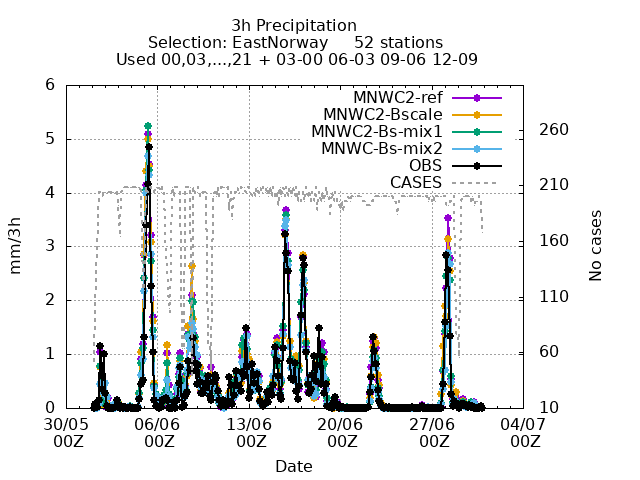 3h Precipitation
Selection: EastNorway 52 stations
Used 00,03,...,21 + 03-00 06-03 09-06 12-09
MNWC2-ref
MNWC2-Bscale
MNWC2-Bs-mix1
MNWC-Bs-mix2
OBS
CASES
mm/3h
6
5
4
3
2
1
0
No cases
260
210
160
110
60
10
30/05 06/06 13/06 20/06 27/06 04/07
00Z 00Z 00Z 00Z 00Z 00Z
Date